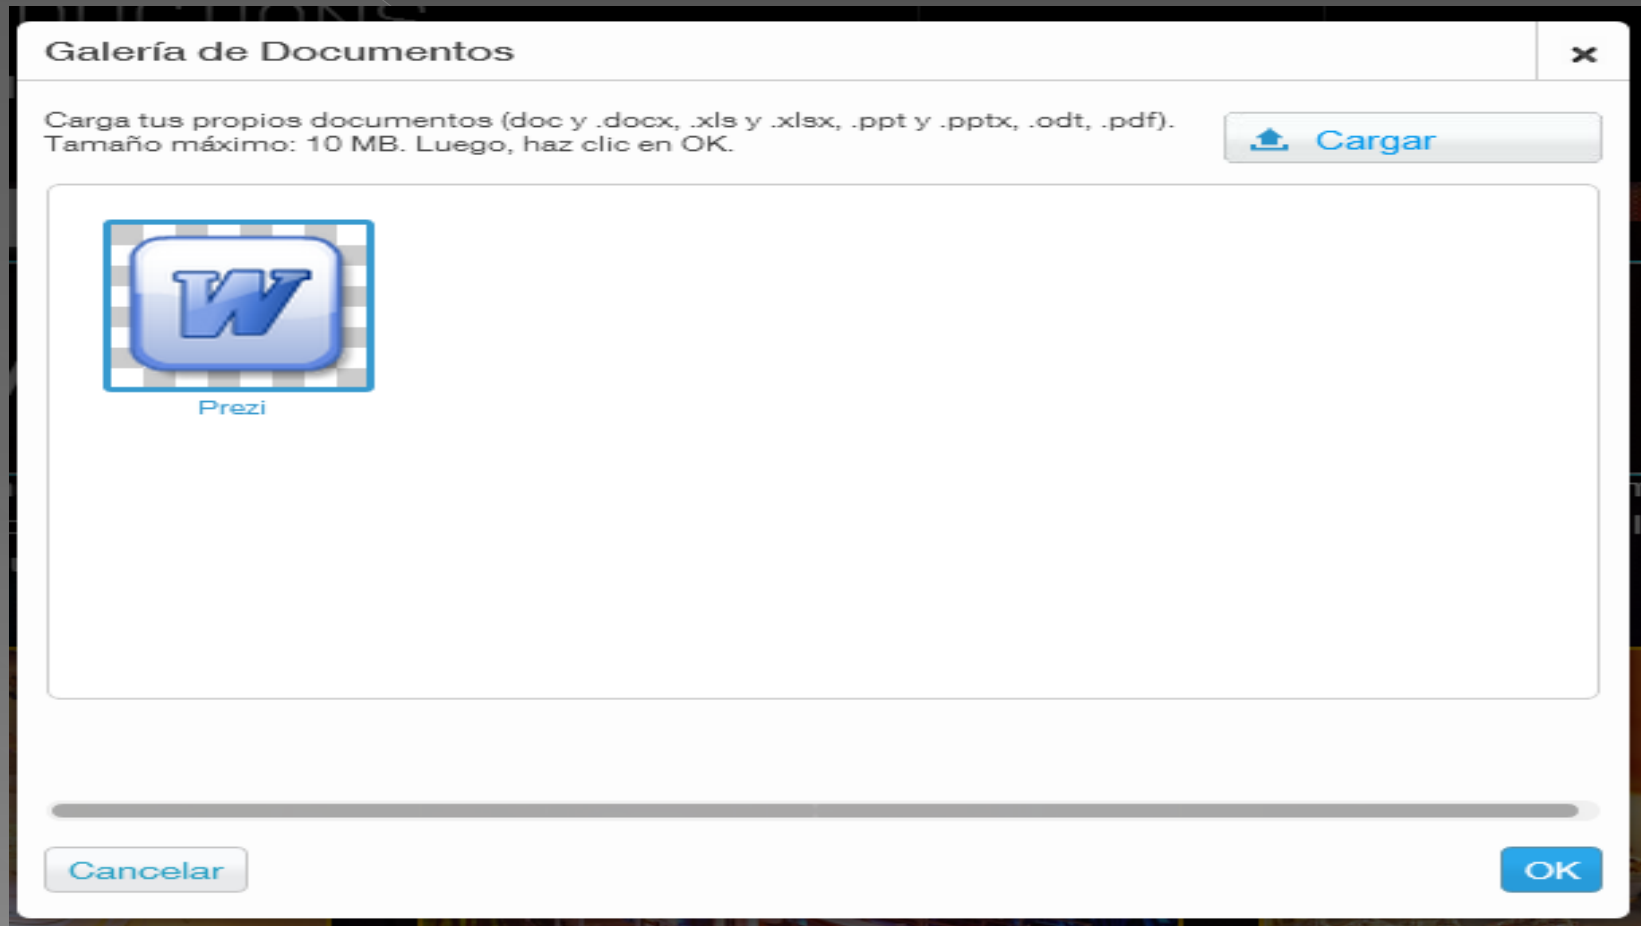 Galería de Documentos
Carga tus propios documentos (doc y .docx, .xls y .xlsx, .ppt y .pptx, .odt, .pdf).
Tamaño máximo: 10 MB. Luego, haz clic en OK.
Cargar
W
Prezi
Cancelar
OK